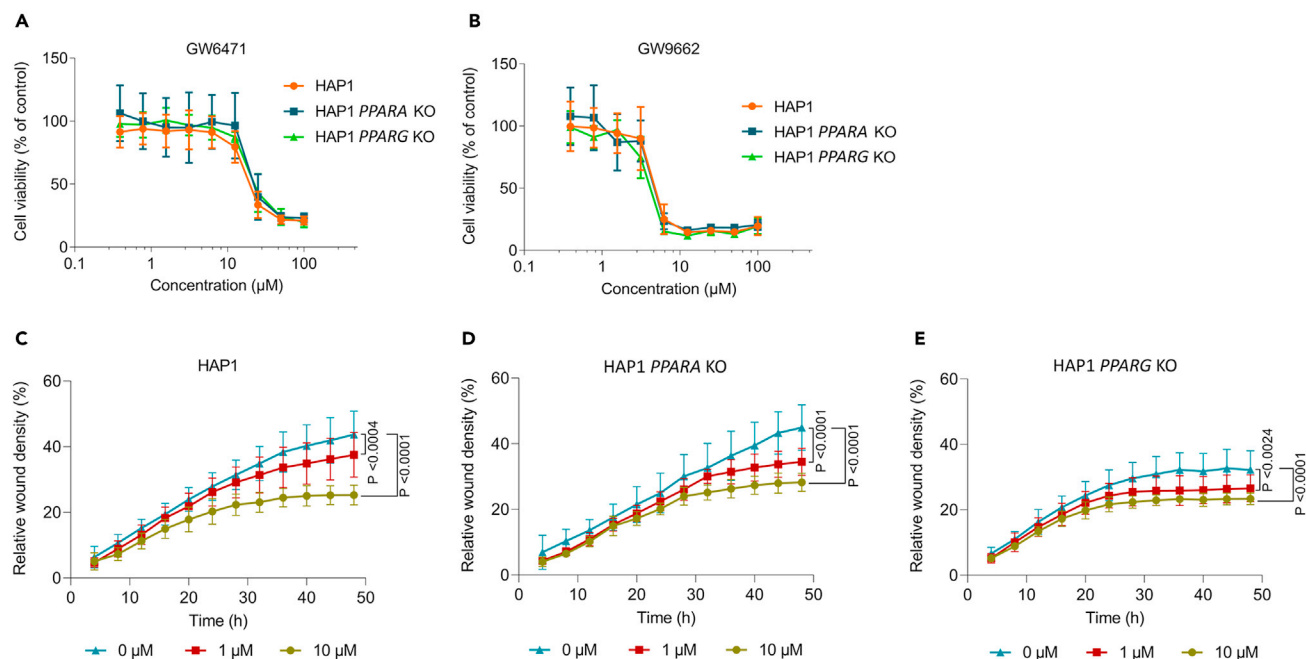 A
GW6471
Cell viability (% of control)
150
100
50
0
0.1
1
10
100
Concentration (µM)
HAP1
HAP1 PPARA KO
HAP1 PPARG KO
B
GW9662
Cell viability (% of control)
150
100
50
0
0.1
1
10
100
Concentration (µM)
HAP1
HAP1 PPARA KO
HAP1 PPARG KO
C
HAP1
Relative wound density (%)
60
40
20
0
0
10
20
30
40
50
Time (h)
P <0.0004
P <0.0001
0 µM
1 µM
10 µM
D
HAP1 PPARA KO
Relative wound density (%)
60
40
20
0
0
10
20
30
40
50
Time (h)
P <0.0001
P <0.0001
0 µM
1 µM
10 µM
E
HAP1 PPARG KO
Relative wound density (%)
60
40
20
0
0
10
20
30
40
50
Time (h)
P <0.0024
P <0.0001
0 µM
1 µM
10 µM